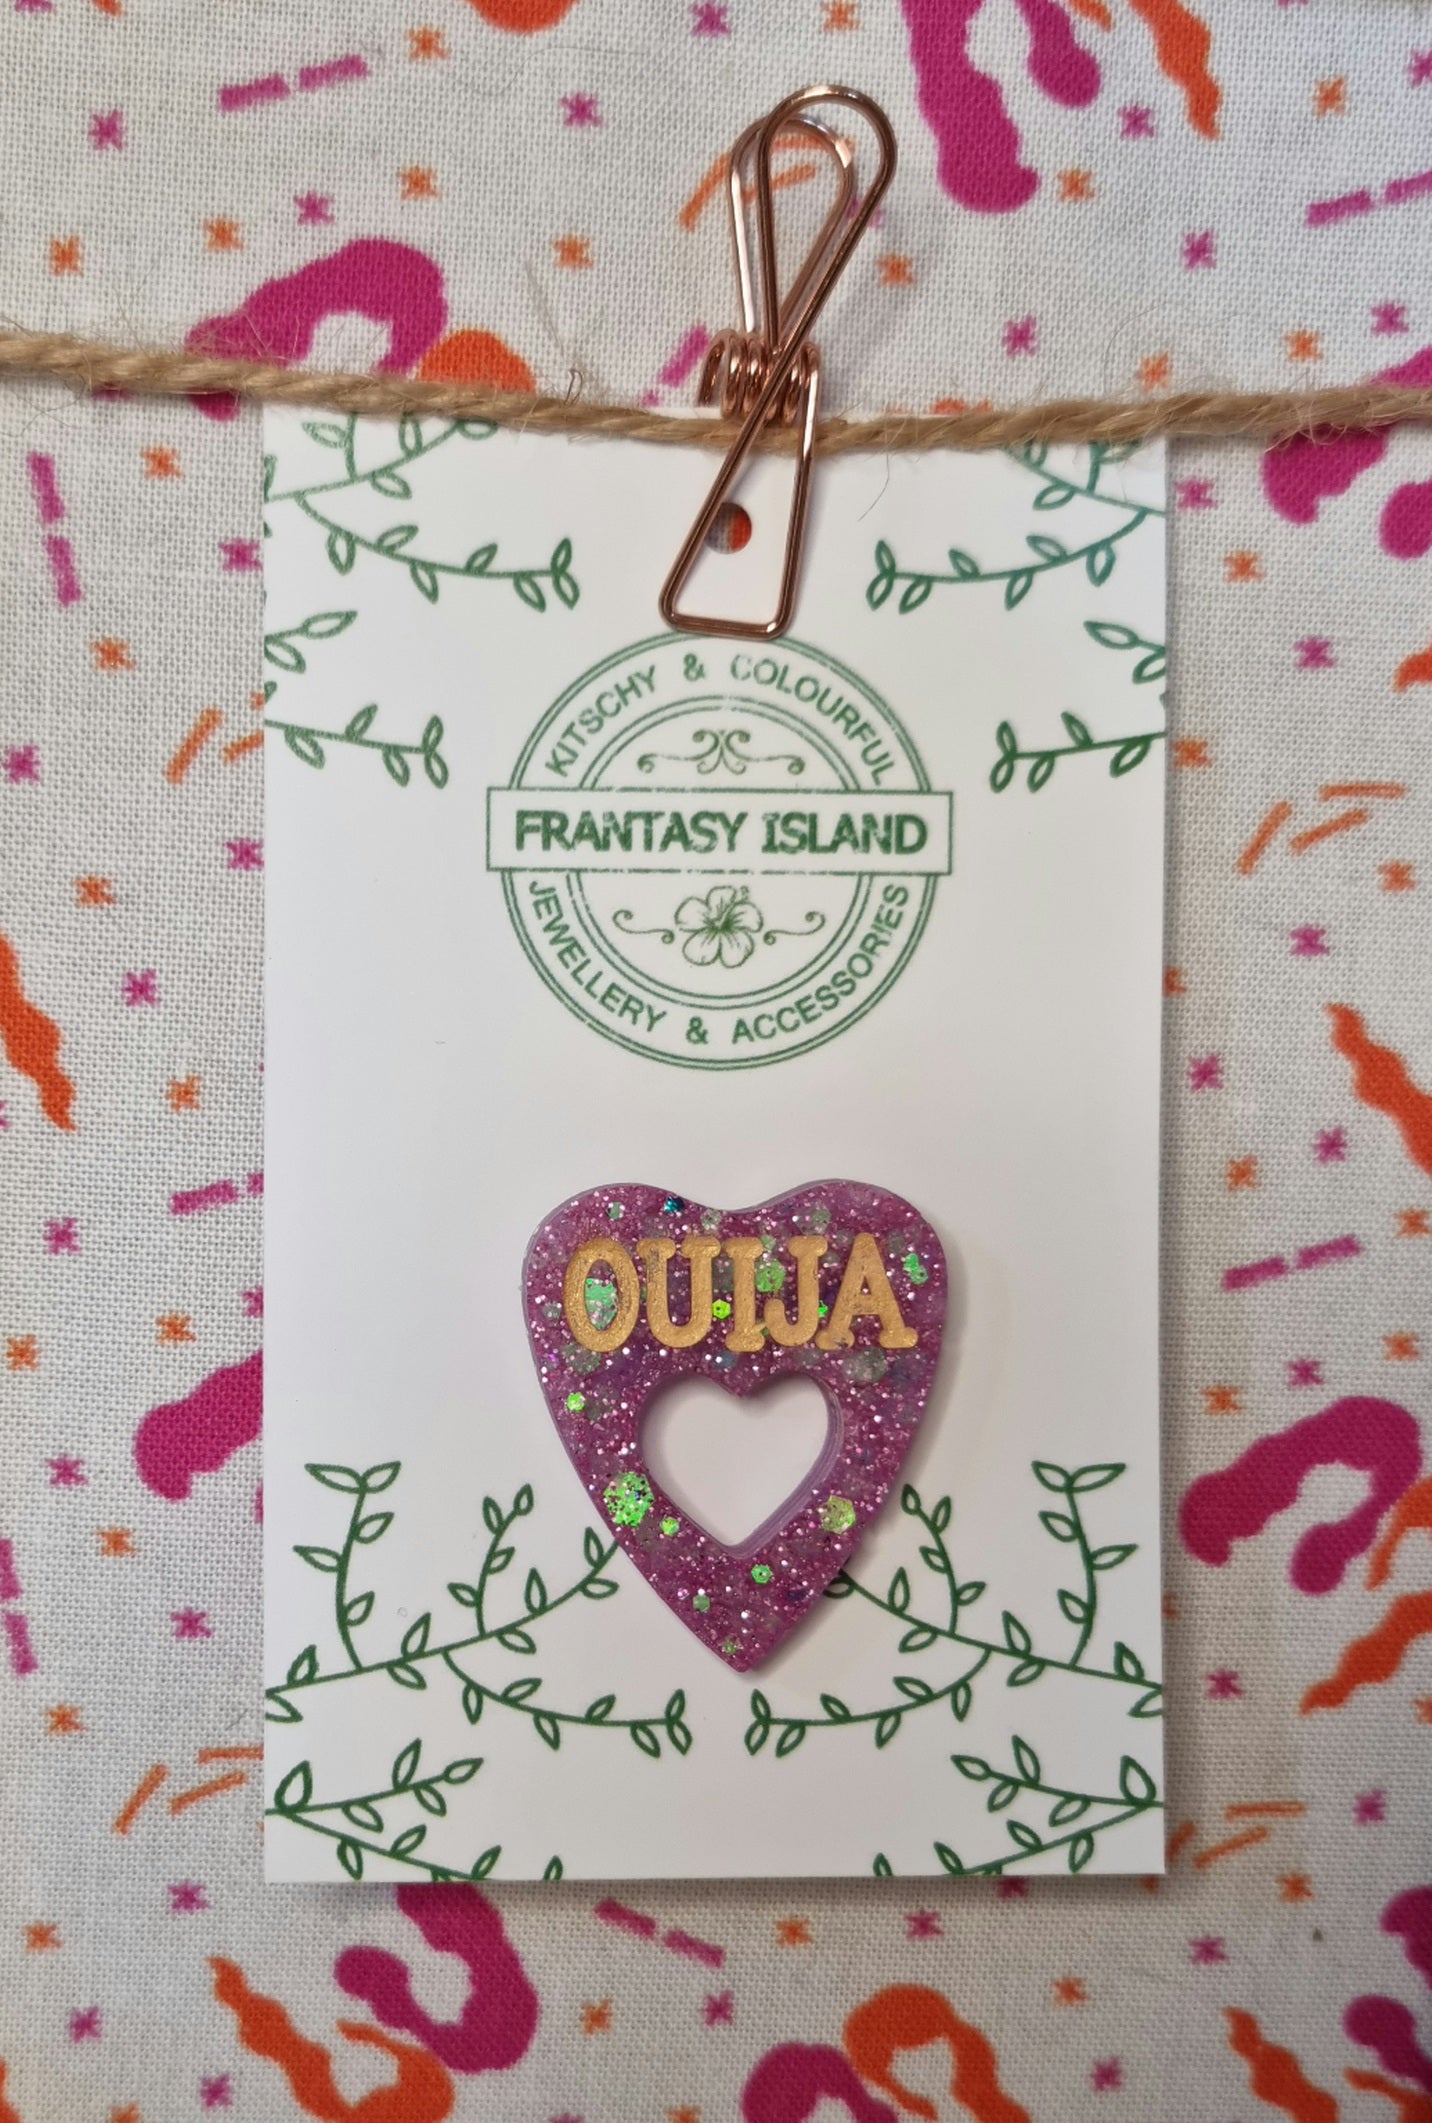 KITSCHY & COLOURFUL
FRANTASY ISLAND
JEWELLERY & ACCESSORIES
OUIJA